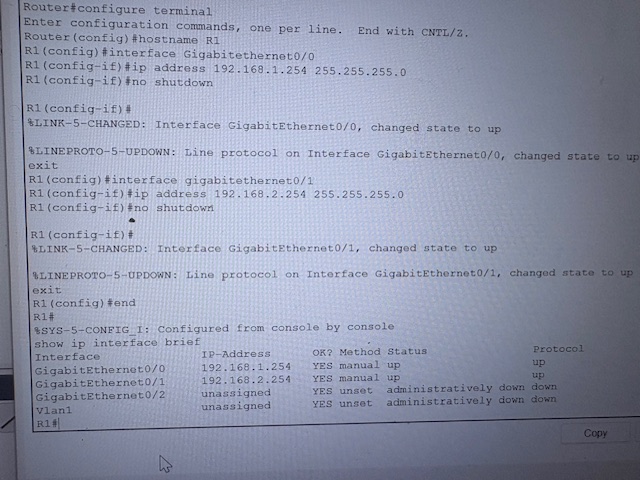 Router#configure terminal
Enter configuration commands, one per line. End with CNTL/Z.
Router(config)#hostname R1
R1(config)#interface Gigabitethernet0/0
R1(config-if)#ip address 192.168.1.254 255.255.255.0
R1(config-if)#no shutdown
R1(config-if)#
%LINK-5-CHANGED: Interface GigabitEthernet0/0, changed state to up
%LINEPROTO-5-UPDOWN: Line protocol on Interface GigabitEthernet0/0, changed state to up
exit
R1(config)#interface gigabitethernet0/1
R1(config-if)#ip address 192.168.2.254 255.255.255.0
R1(config-if)#no shutdown
R1(config-if)#
%LINK-5-CHANGED: Interface GigabitEthernet0/1, changed state to up
%LINEPROTO-5-UPDOWN: Line protocol on Interface GigabitEthernet0/1, changed state to up
exit
R1(config)#end
R1#
%SYS-5-CONFIG_I: Configured from console by console
show ip interface brief
Interface IP-Address OK? Method Status Protocol
GigabitEthernet0/0 192.168.1.254 YES manual up up
GigabitEthernet0/1 192.168.2.254 YES manual up up
GigabitEthernet0/2 unassigned YES unset administratively down down
Vlan1 unassigned YES unset administratively down down
R1#
Copy